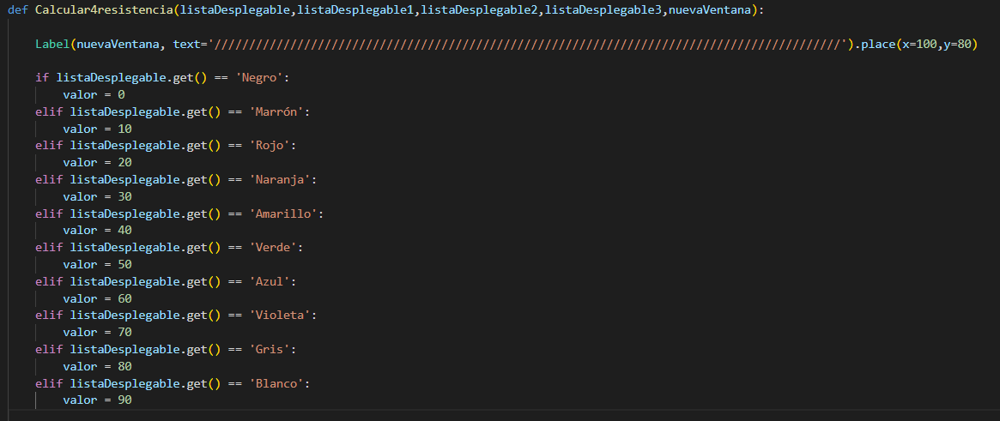 def Calcular4resistencia(listaDesplegable,listaDesplegable1,listaDesplegable2,listaDesplegable3,nuevaVentana):
Label(nuevaVentana, text='///////////////////////////////////////////////////////////////////////////////////////////').place(x=100,y=80)
if listaDesplegable.get() == 'Negro':
valor = 0
elif listaDesplegable.get() == 'Marrón':
valor = 10
elif listaDesplegable.get() == 'Rojo':
valor = 20
elif listaDesplegable.get() == 'Naranja':
valor = 30
elif listaDesplegable.get() == 'Amarillo':
valor = 40
elif listaDesplegable.get() == 'Verde':
valor = 50
elif listaDesplegable.get() == 'Azul':
valor = 60
elif listaDesplegable.get() == 'Violeta':
valor = 70
elif listaDesplegable.get() == 'Gris':
valor = 80
elif listaDesplegable.get() == 'Blanco':
valor = 90